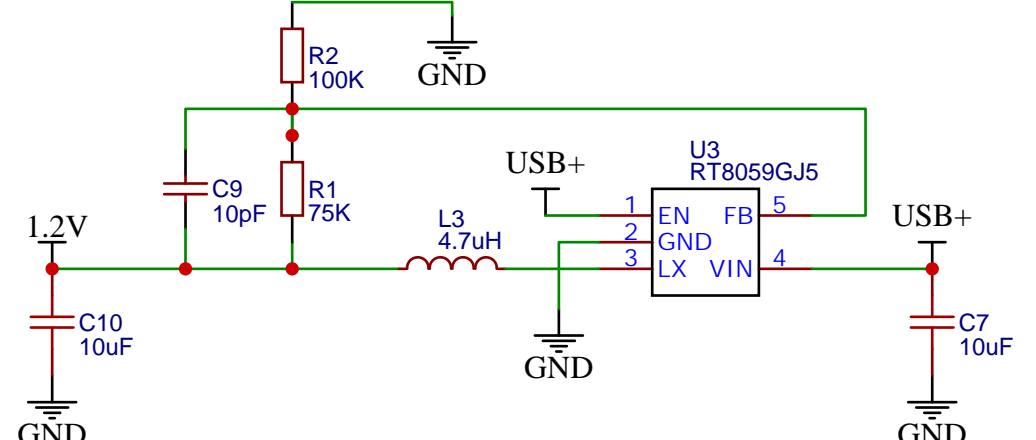 R2
100K
GND
U3
RT8059GJ5
USB+
C9
10pF
R1
75K
1
EN
FB
5
2
GND
3
LX
VIN
4
USB+
1.2V
L3
4.7uH
C10
10uF
C7
10uF
GND
GND
GND